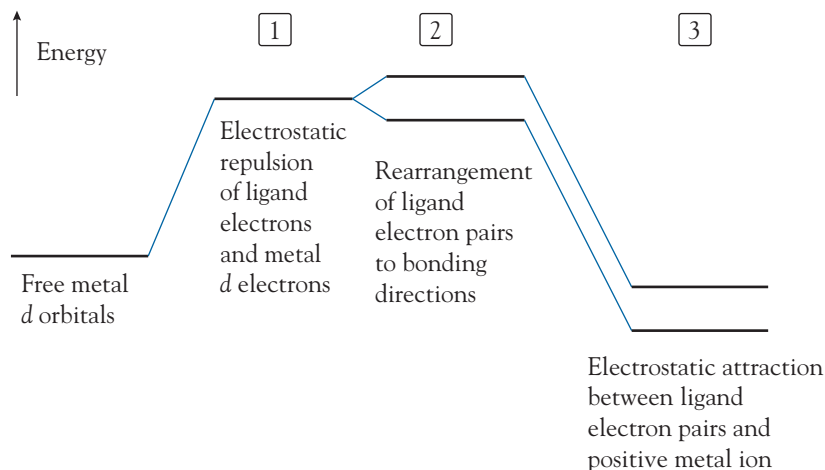 1
2
3
Energy
Electrostatic
repulsion
of ligand
electrons
and metal
d electrons
Rearrangement
of ligand
electron pairs
to bonding
directions
Free metal
d orbitals
Electrostatic attraction
between ligand
electron pairs and
positive metal ion